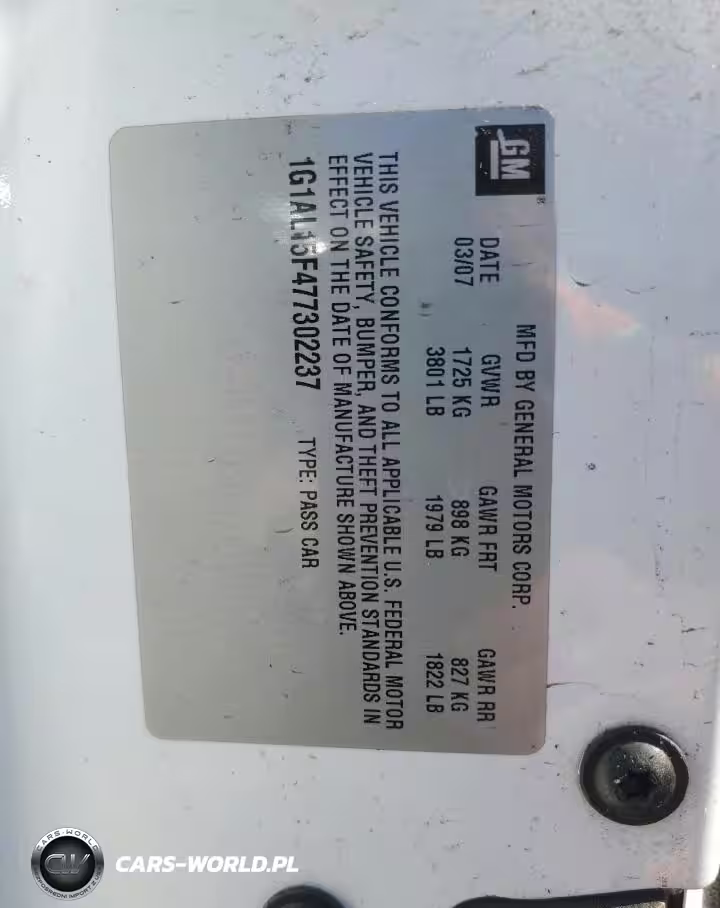 GM
MFD BY GENERAL MOTORS CORP.
DATE GVWR GAWR FRT GAWR RR
03/07 1725 KG 898 KG 827 KG
3801 LB 1979 LB 1822 LB
THIS VEHICLE CONFORMS TO ALL APPLICABLE U.S. FEDERAL MOTOR
VEHICLE SAFETY, BUMPER, AND THEFT PREVENTION STANDARDS IN
EFFECT ON THE DATE OF MANUFACTURE SHOWN ABOVE.
1G1AL15F477302237 TYPE: PASS CAR
CARS-WORLD
CW
CARS-WORLD.PL